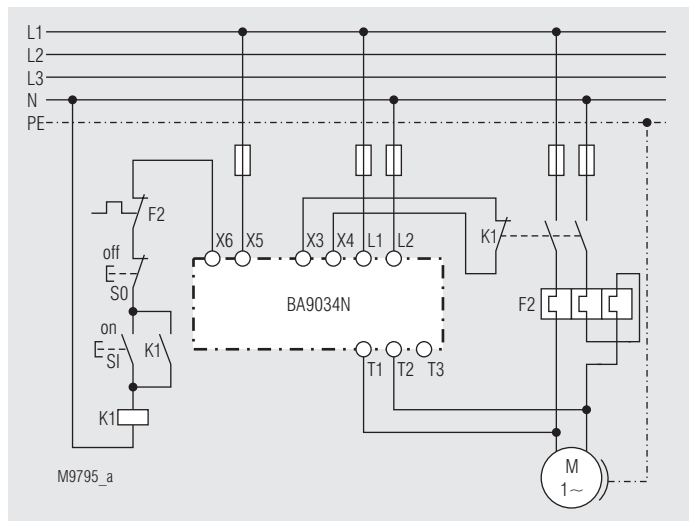 L1
L2
L3
N
PE
F2
X6 X5 X3 X4 L1 L2
K1
off
S0
BA9034N
F2
on
SI
K1
T1 T2 T3
K1
M9795_a
M
1~